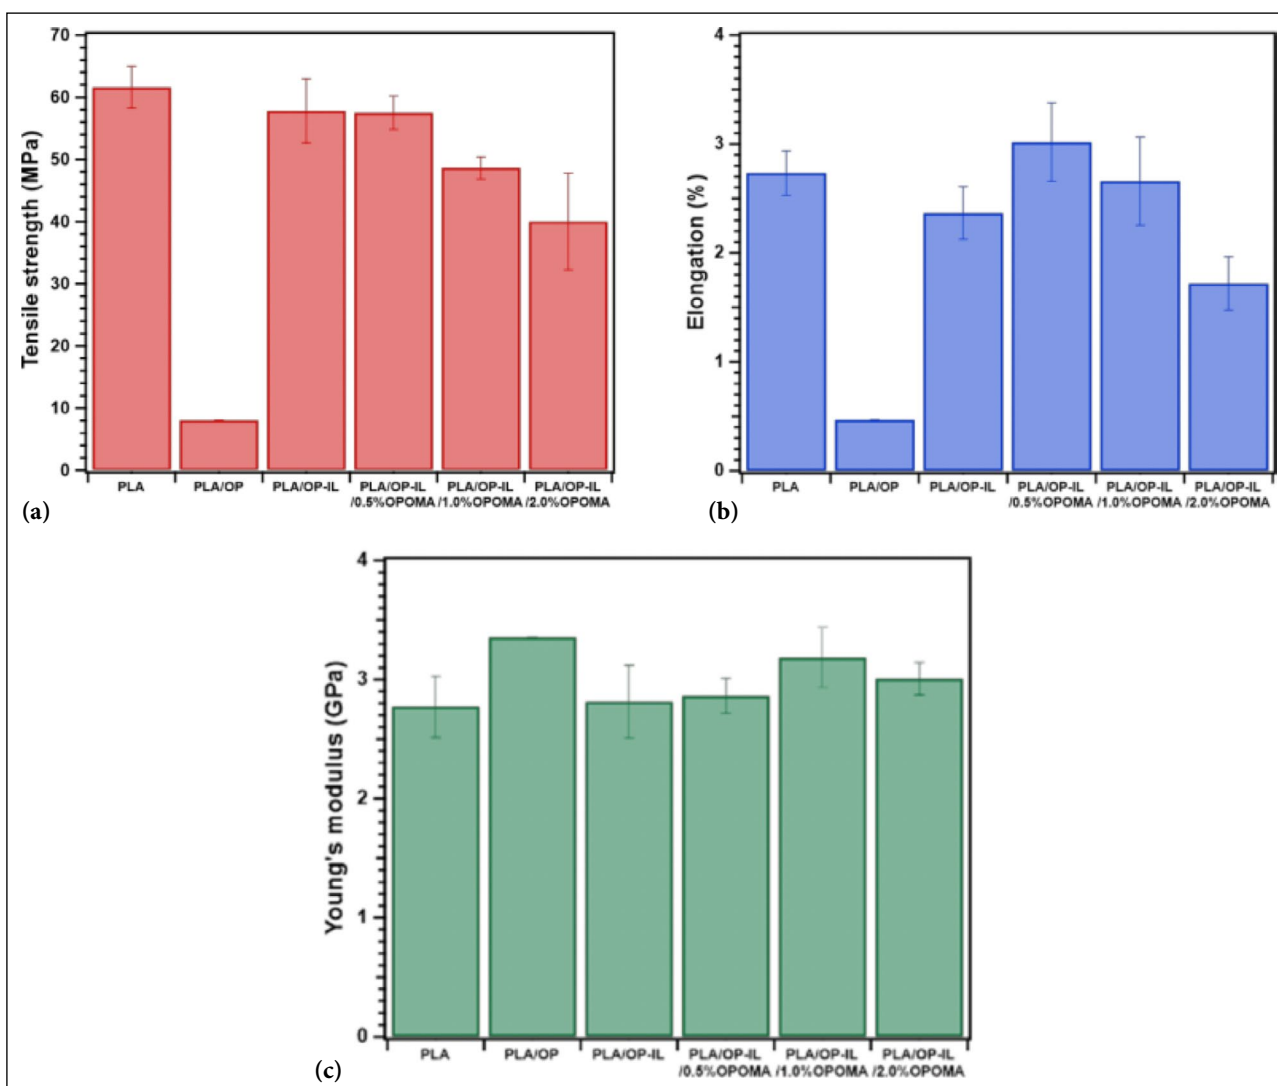 70
60
50
40
30
20
10
0
Tensile strength (MPa)
PLA PLA/OP PLA/OP-IL PLA/OP-IL PLA/OP-IL PLA/OP-IL
/0.5%OPOMA /1.0%OPOMA /2.0%OPOMA
(a)
4
3
2
1
0
Elongation (%)
PLA PLA/OP PLA/OP-IL PLA/OP-IL PLA/OP-IL PLA/OP-IL
/0.5%OPOMA /1.0%OPOMA /2.0%OPOMA
(b)
4
3
2
1
0
Young's modulus (GPa)
PLA PLA/OP PLA/OP-IL PLA/OP-IL PLA/OP-IL PLA/OP-IL
/0.5%OPOMA /1.0%OPOMA /2.0%OPOMA
(c)